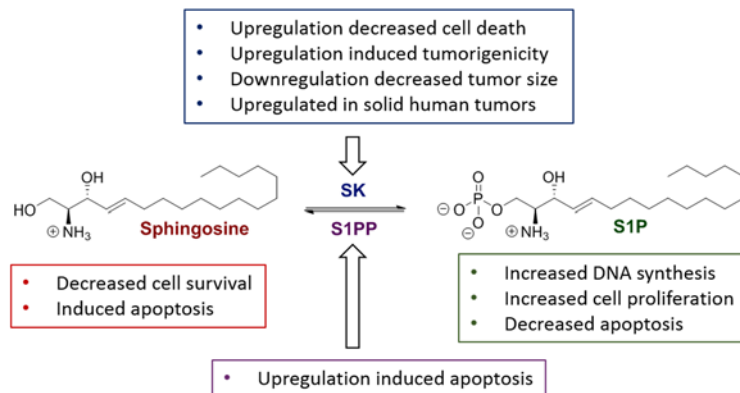 • Upregulation decreased cell death
• Upregulation induced tumorigenicity
• Downregulation decreased tumor size
• Upregulated in solid human tumors
OH
HO
⊕ NH3
Sphingosine
SK
S1PP
O
⊖ O P O
O
⊖
OH
⊕ NH3
S1P
• Decreased cell survival
• Induced apoptosis
• Increased DNA synthesis
• Increased cell proliferation
• Decreased apoptosis
• Upregulation induced apoptosis